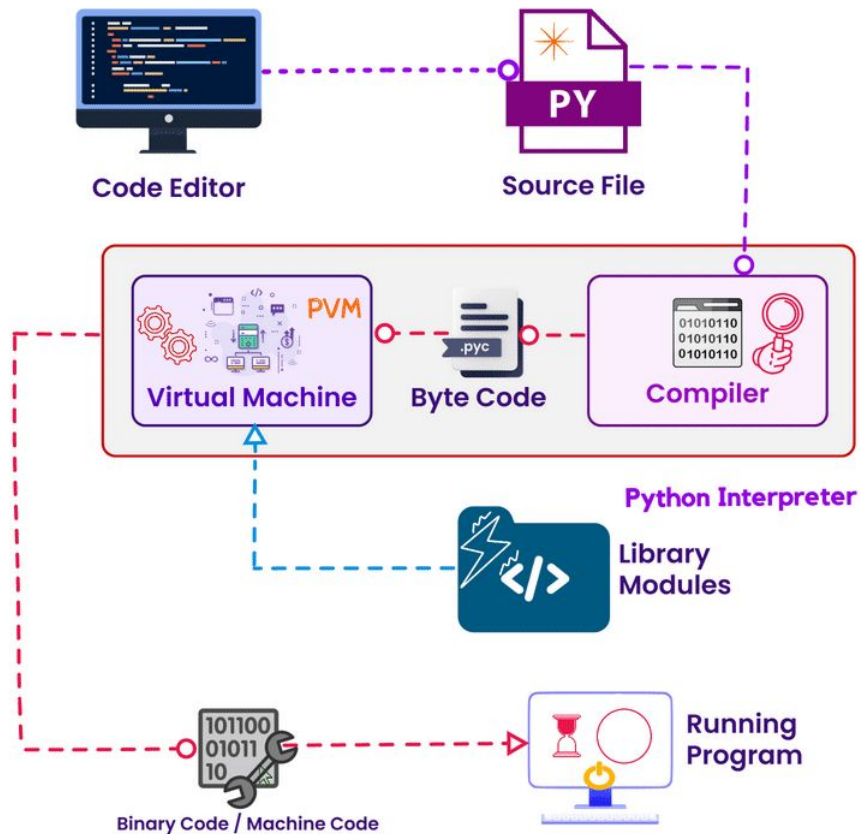 PY
Code Editor
Source File
PVM
01010110
01010110
01010110
.pyc
Virtual Machine
Byte Code
Compiler
Python Interpreter
Library
Modules
</>
101100
01011
10
Running
Program
Binary Code / Machine Code